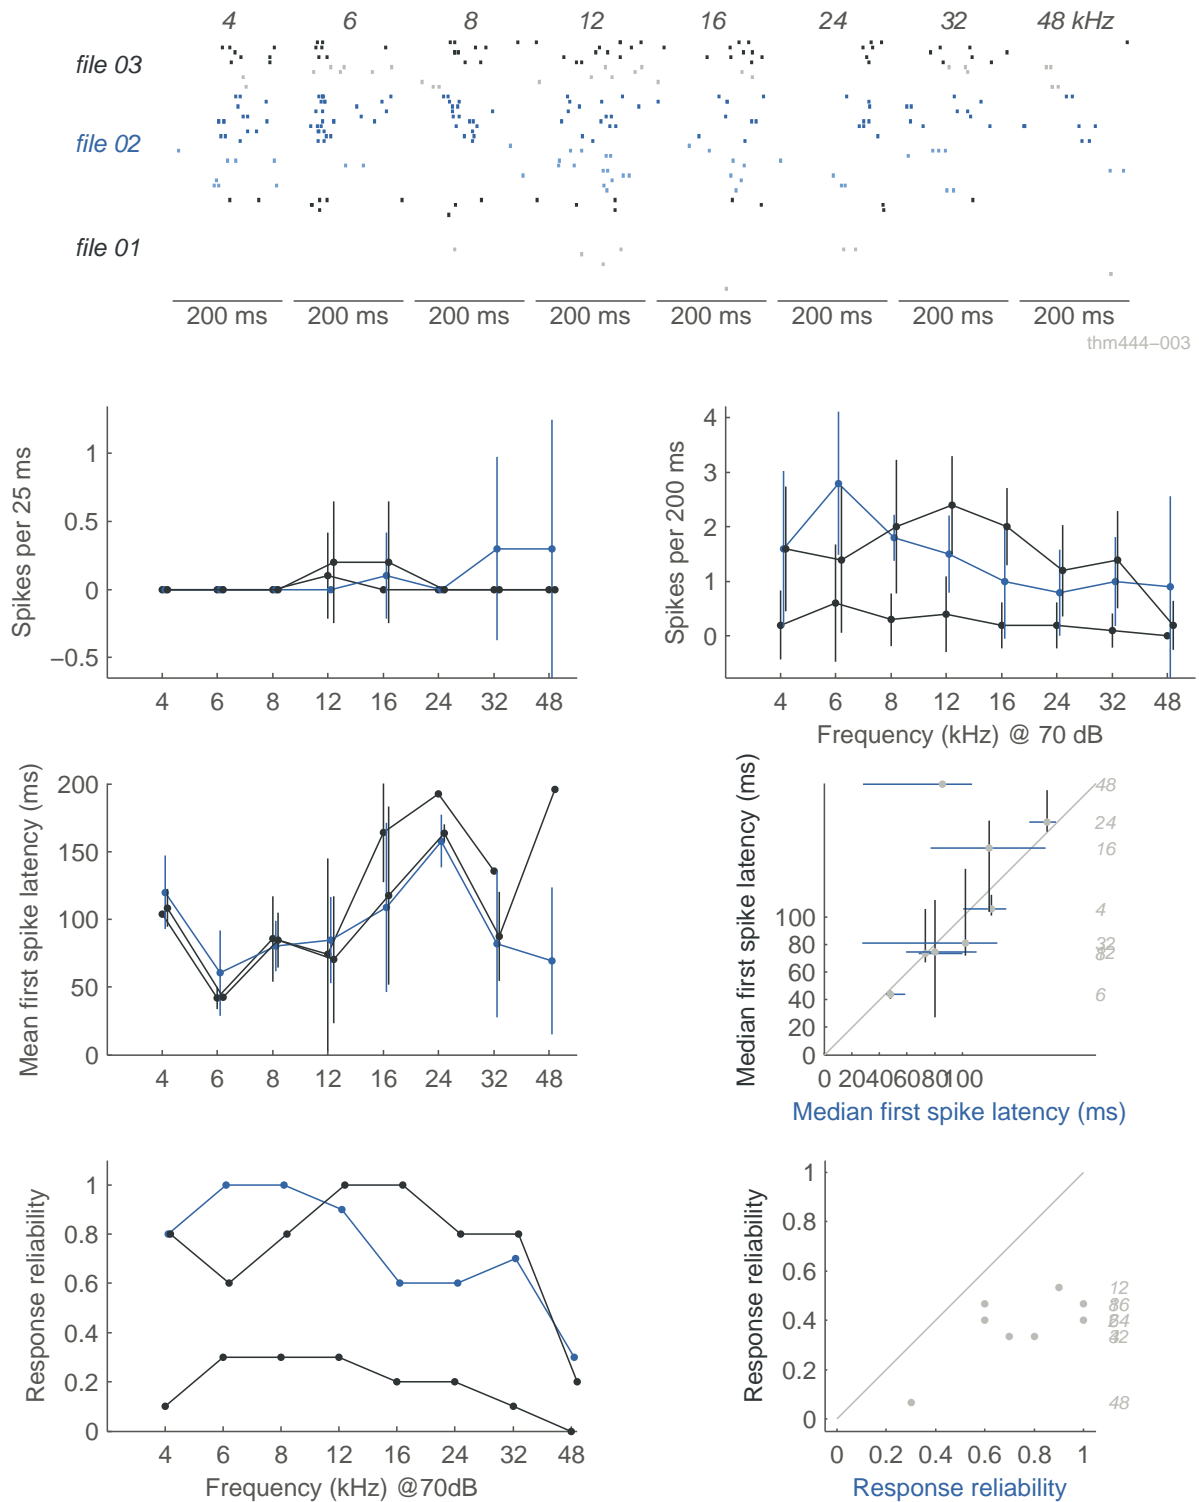 4 6 8 12 16 24 32 48 kHz
file 03
file 02
file 01
200 ms 200 ms 200 ms 200 ms 200 ms 200 ms 200 ms 200 ms
thm444–003
Spikes per 25 ms
1
0.5
0
–0.5
4 6 8 12 16 24 32 48
Spikes per 200 ms
4
3
2
1
0
4 6 8 12 16 24 32 48
Frequency (kHz) @ 70 dB
Mean first spike latency (ms)
200
150
100
50
0
4 6 8 12 16 24 32 48
Median first spike latency (ms)
100
80
60
40
20
0
0 20 40 60 80 100
48
24
16
4
32
12
6
Median first spike latency (ms)
Response reliability
1
0.8
0.6
0.4
0.2
0
4 6 8 12 16 24 32 48
Frequency (kHz) @70dB
Response reliability
1
0.8
0.6
0.4
0.2
0
0 0.2 0.4 0.6 0.8 1
12
48
Response reliability